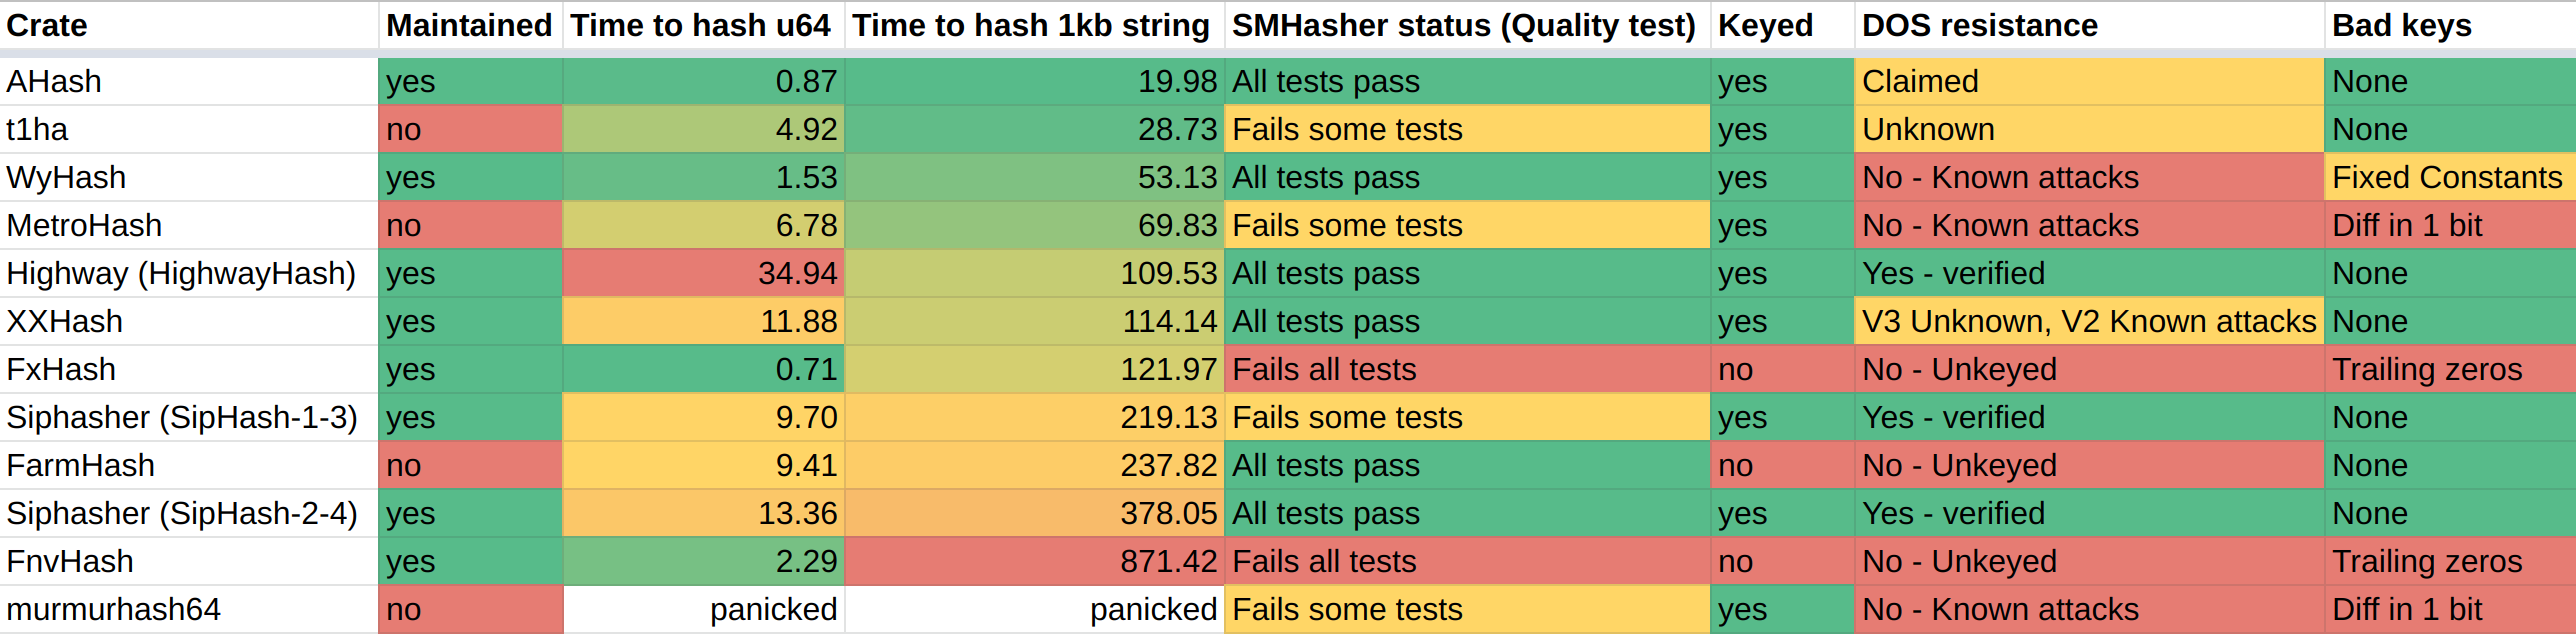 Crate Maintained Time to hash u64 Time to hash 1kb string SMHasher status (Quality test) Keyed DOS resistance Bad keys
AHash yes 0.87 19.98 All tests pass yes Claimed None
t1ha no 4.92 28.73 Fails some tests yes Unknown None
WyHash yes 1.53 53.13 All tests pass yes No - Known attacks Fixed Constants
MetroHash no 6.78 69.83 Fails some tests yes No - Known attacks Diff in 1 bit
Highway (HighwayHash) yes 34.94 109.53 All tests pass yes Yes - verified None
XXHash yes 11.88 114.14 All tests pass yes V3 Unknown, V2 Known attacks None
FxHash yes 0.71 121.97 Fails all tests no No - Unkeyed Trailing zeros
Siphasher (SipHash-1-3) yes 9.70 219.13 Fails some tests yes Yes - verified None
FarmHash no 9.41 237.82 All tests pass no No - Unkeyed None
Siphasher (SipHash-2-4) yes 13.36 378.05 All tests pass yes Yes - verified None
FnvHash yes 2.29 871.42 Fails all tests no No - Unkeyed Trailing zeros
murmurhash64 no panicked panicked Fails some tests yes No - Known attacks Diff in 1 bit